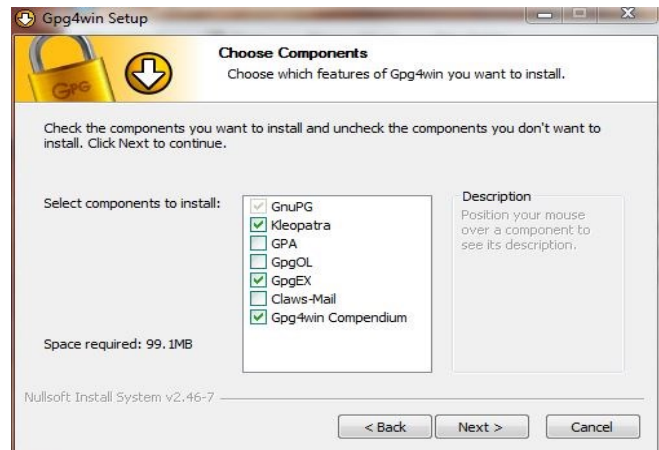 Gpg4win Setup
Choose Components
Choose which features of Gpg4win you want to install.
GPG
Check the components you want to install and uncheck the components you don't want to
install. Click Next to continue.
Select components to install:
GnuPG
Kleopatra
GPA
GpgOL
GpgEX
Claws-Mail
Gpg4win Compendium
Description
Position your mouse
over a component to
see its description.
Space required: 99.1MB
Nullsoft Install System v2.46-7
< Back
Next >
Cancel